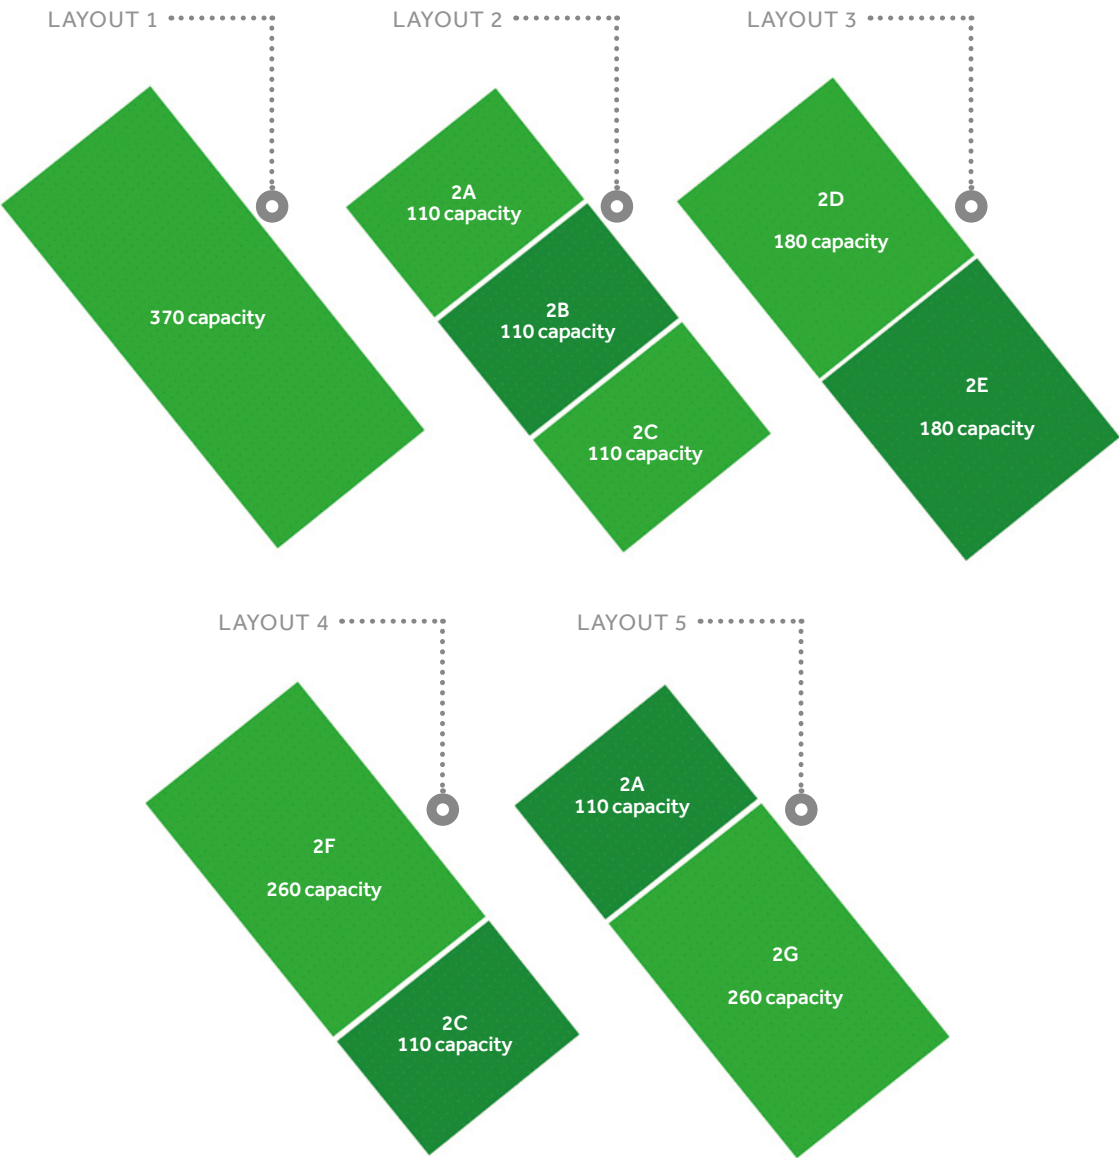 LAYOUT 1
LAYOUT 2
LAYOUT 3
370 capacity
2A
110 capacity
2B
110 capacity
2C
110 capacity
2D
180 capacity
2E
180 capacity
LAYOUT 4
LAYOUT 5
2F
260 capacity
2C
110 capacity
2A
110 capacity
2G
260 capacity